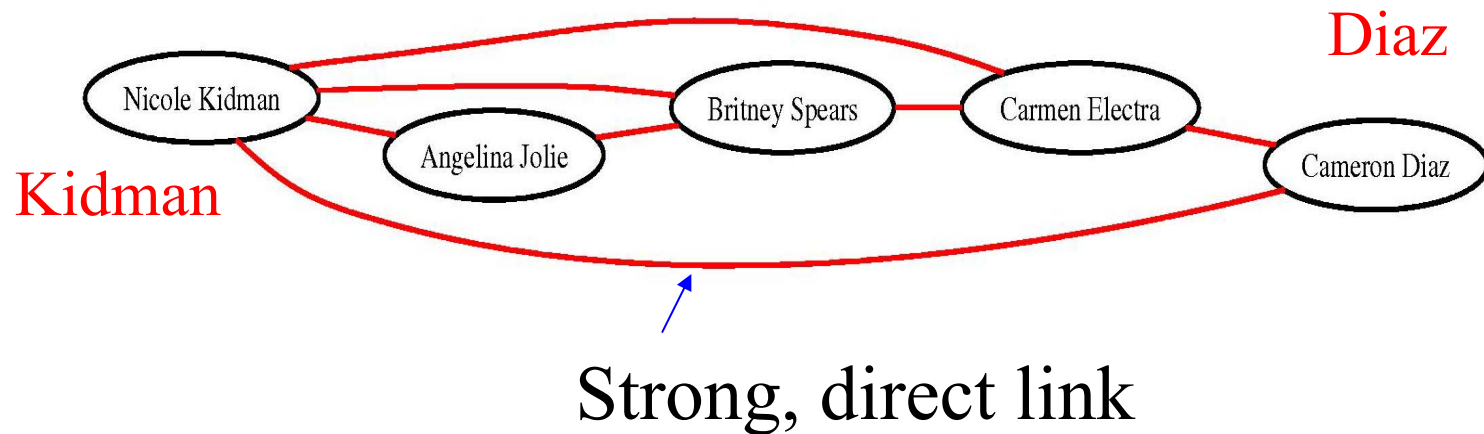 Diaz
Nicole Kidman
Britney Spears
Carmen Electra
Angelina Jolie
Cameron Diaz
Kidman
Strong, direct link